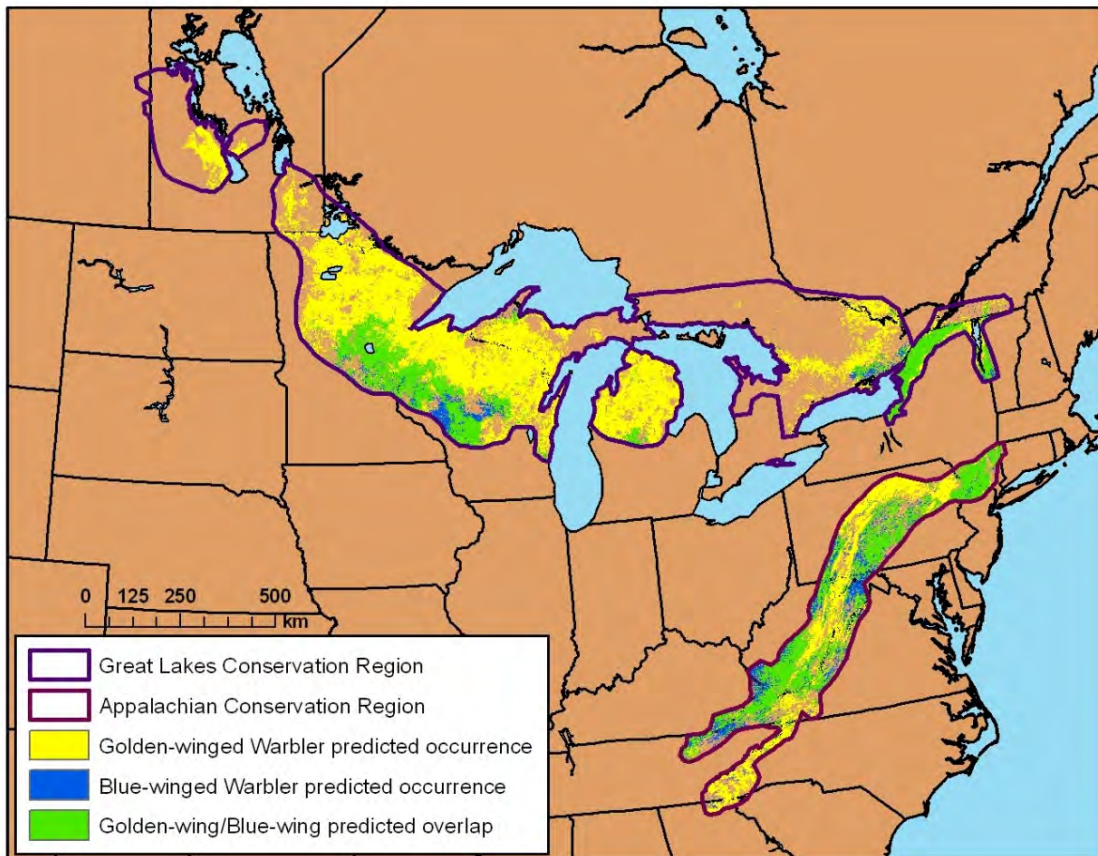 0 125 250 500
km
Great Lakes Conservation Region
Appalachian Conservation Region
Golden-winged Warbler predicted occurrence
Blue-winged Warbler predicted occurrence
Golden-wing/Blue-wing predicted overlap